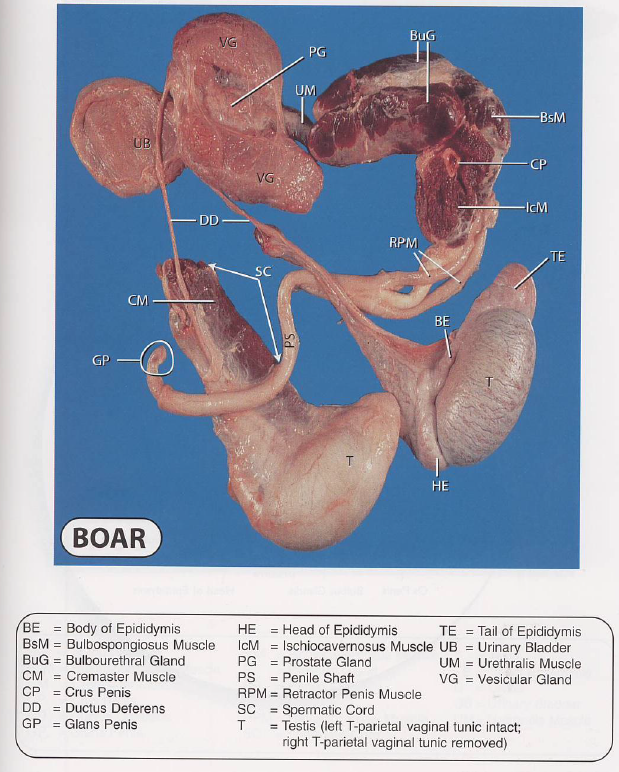 BuG
VG
PG
UM
BsM
UB
CP
VG
IcM
DD
RPM
TE
SC
CM
BE
PS
GP
T
T
HE
BOAR
BE = Body of Epididymis
BsM = Bulbospongiosus Muscle
BuG = Bulbourethral Gland
CM = Cremaster Muscle
CP = Crus Penis
DD = Ductus Deferens
GP = Glans Penis
HE = Head of Epididymis
IcM = Ischiocavernosus Muscle
PG = Prostate Gland
PS = Penile Shaft
RPM = Retractor Penis Muscle
SC = Spermatic Cord
T = Testis (left T-parietal vaginal tunic intact;
right T-parietal vaginal tunic removed)
TE = Tail of Epididymis
UB = Urinary Bladder
UM = Urethralis Muscle
VG = Vesicular Gland